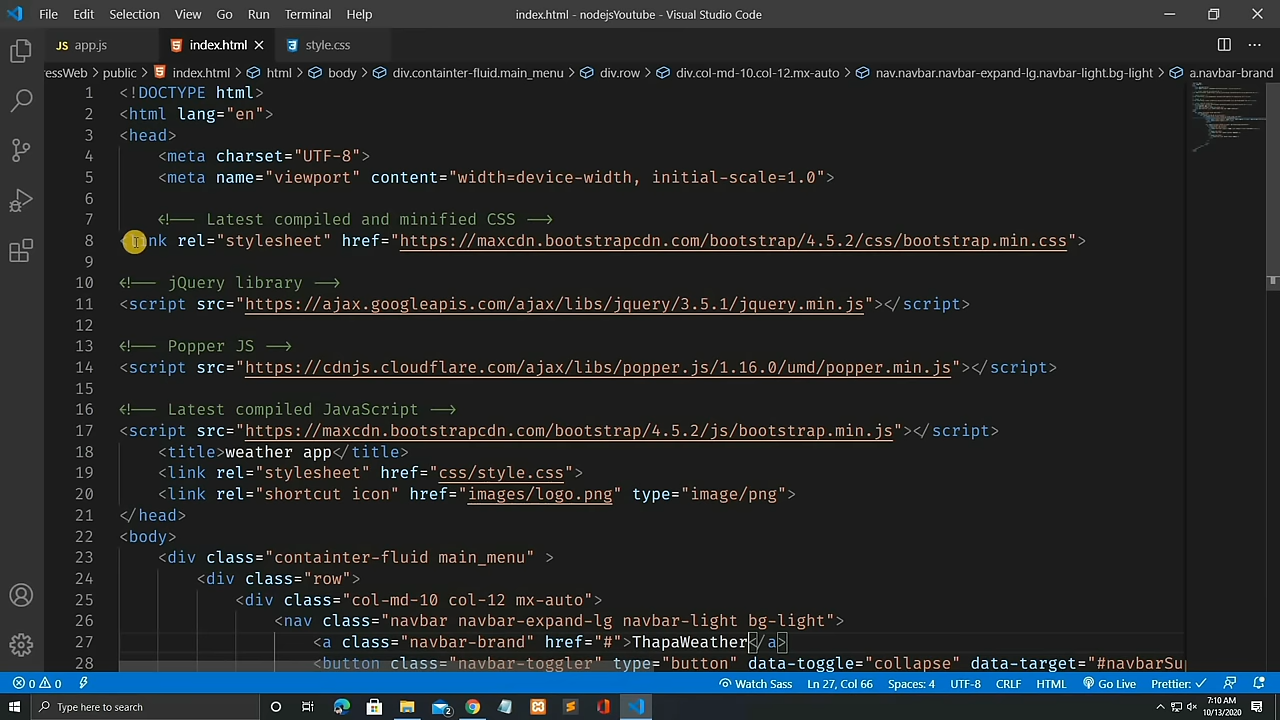 File Edit Selection View Go Run Terminal Help index.html - nodejsYoutube - Visual Studio Code
JS app.js index.html style.css
ressWeb > public > index.html > html > body > div.containter-fluid.main_menu > div.row > div.col-md-10.col-12.mx-auto > nav.navbar.navbar-expand-lg.navbar-light.bg-light > a.navbar-brand
1 <!DOCTYPE html>
2 <html lang="en">
3 <head>
4 <meta charset="UTF-8">
5 <meta name="viewport" content="width=device-width, initial-scale=1.0">
6
7 <!-- Latest compiled and minified CSS -->
8 <link rel="stylesheet" href="https://maxcdn.bootstrapcdn.com/bootstrap/4.5.2/css/bootstrap.min.css">
9
10 <!-- jQuery library -->
11 <script src="https://ajax.googleapis.com/ajax/libs/jquery/3.5.1/jquery.min.js"></script>
12
13 <!-- Popper JS -->
14 <script src="https://cdnjs.cloudflare.com/ajax/libs/popper.js/1.16.0/umd/popper.min.js"></script>
15
16 <!-- Latest compiled JavaScript -->
17 <script src="https://maxcdn.bootstrapcdn.com/bootstrap/4.5.2/js/bootstrap.min.js"></script>
18 <title>weather app</title>
19 <link rel="stylesheet" href="css/style.css">
20 <link rel="shortcut icon" href="images/logo.png" type="image/png">
21 </head>
22 <body>
23 <div class="containter-fluid main_menu" >
24 <div class="row">
25 <div class="col-md-10 col-12 mx-auto">
26 <nav class="navbar navbar-expand-lg navbar-light bg-light">
27 <a class="navbar-brand" href="#">ThapaWeather</a>
28 <button class="navbar-toggler" type="button" data-toggle="collapse" data-target="#navbarSup
0 0 Watch Sass Ln 27, Col 66 Spaces: 4 UTF-8 CRLF HTML Go Live Prettier: ✓
Type here to search 2 7:10 AM
10/13/2020